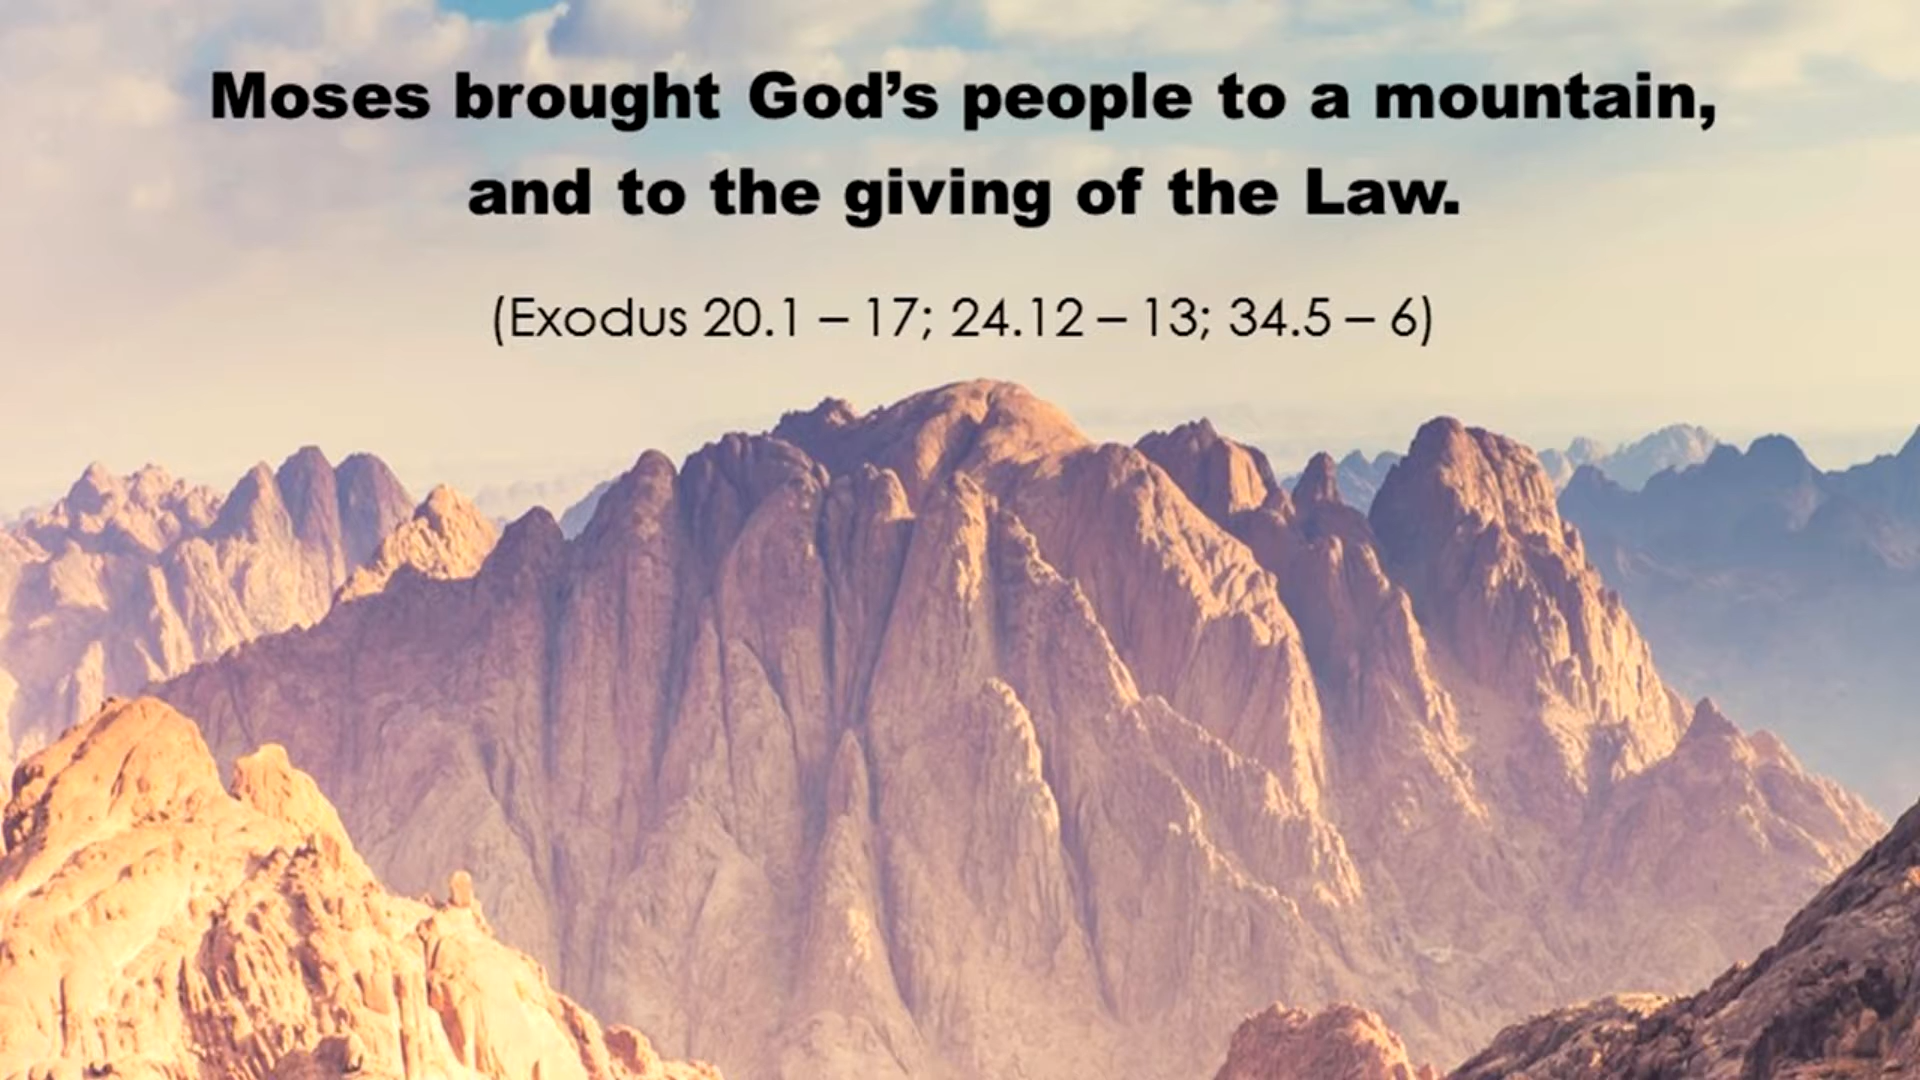 Moses brought God’s people to a mountain,
and to the giving of the Law.
(Exodus 20.1 – 17; 24.12 – 13; 34.5 – 6)